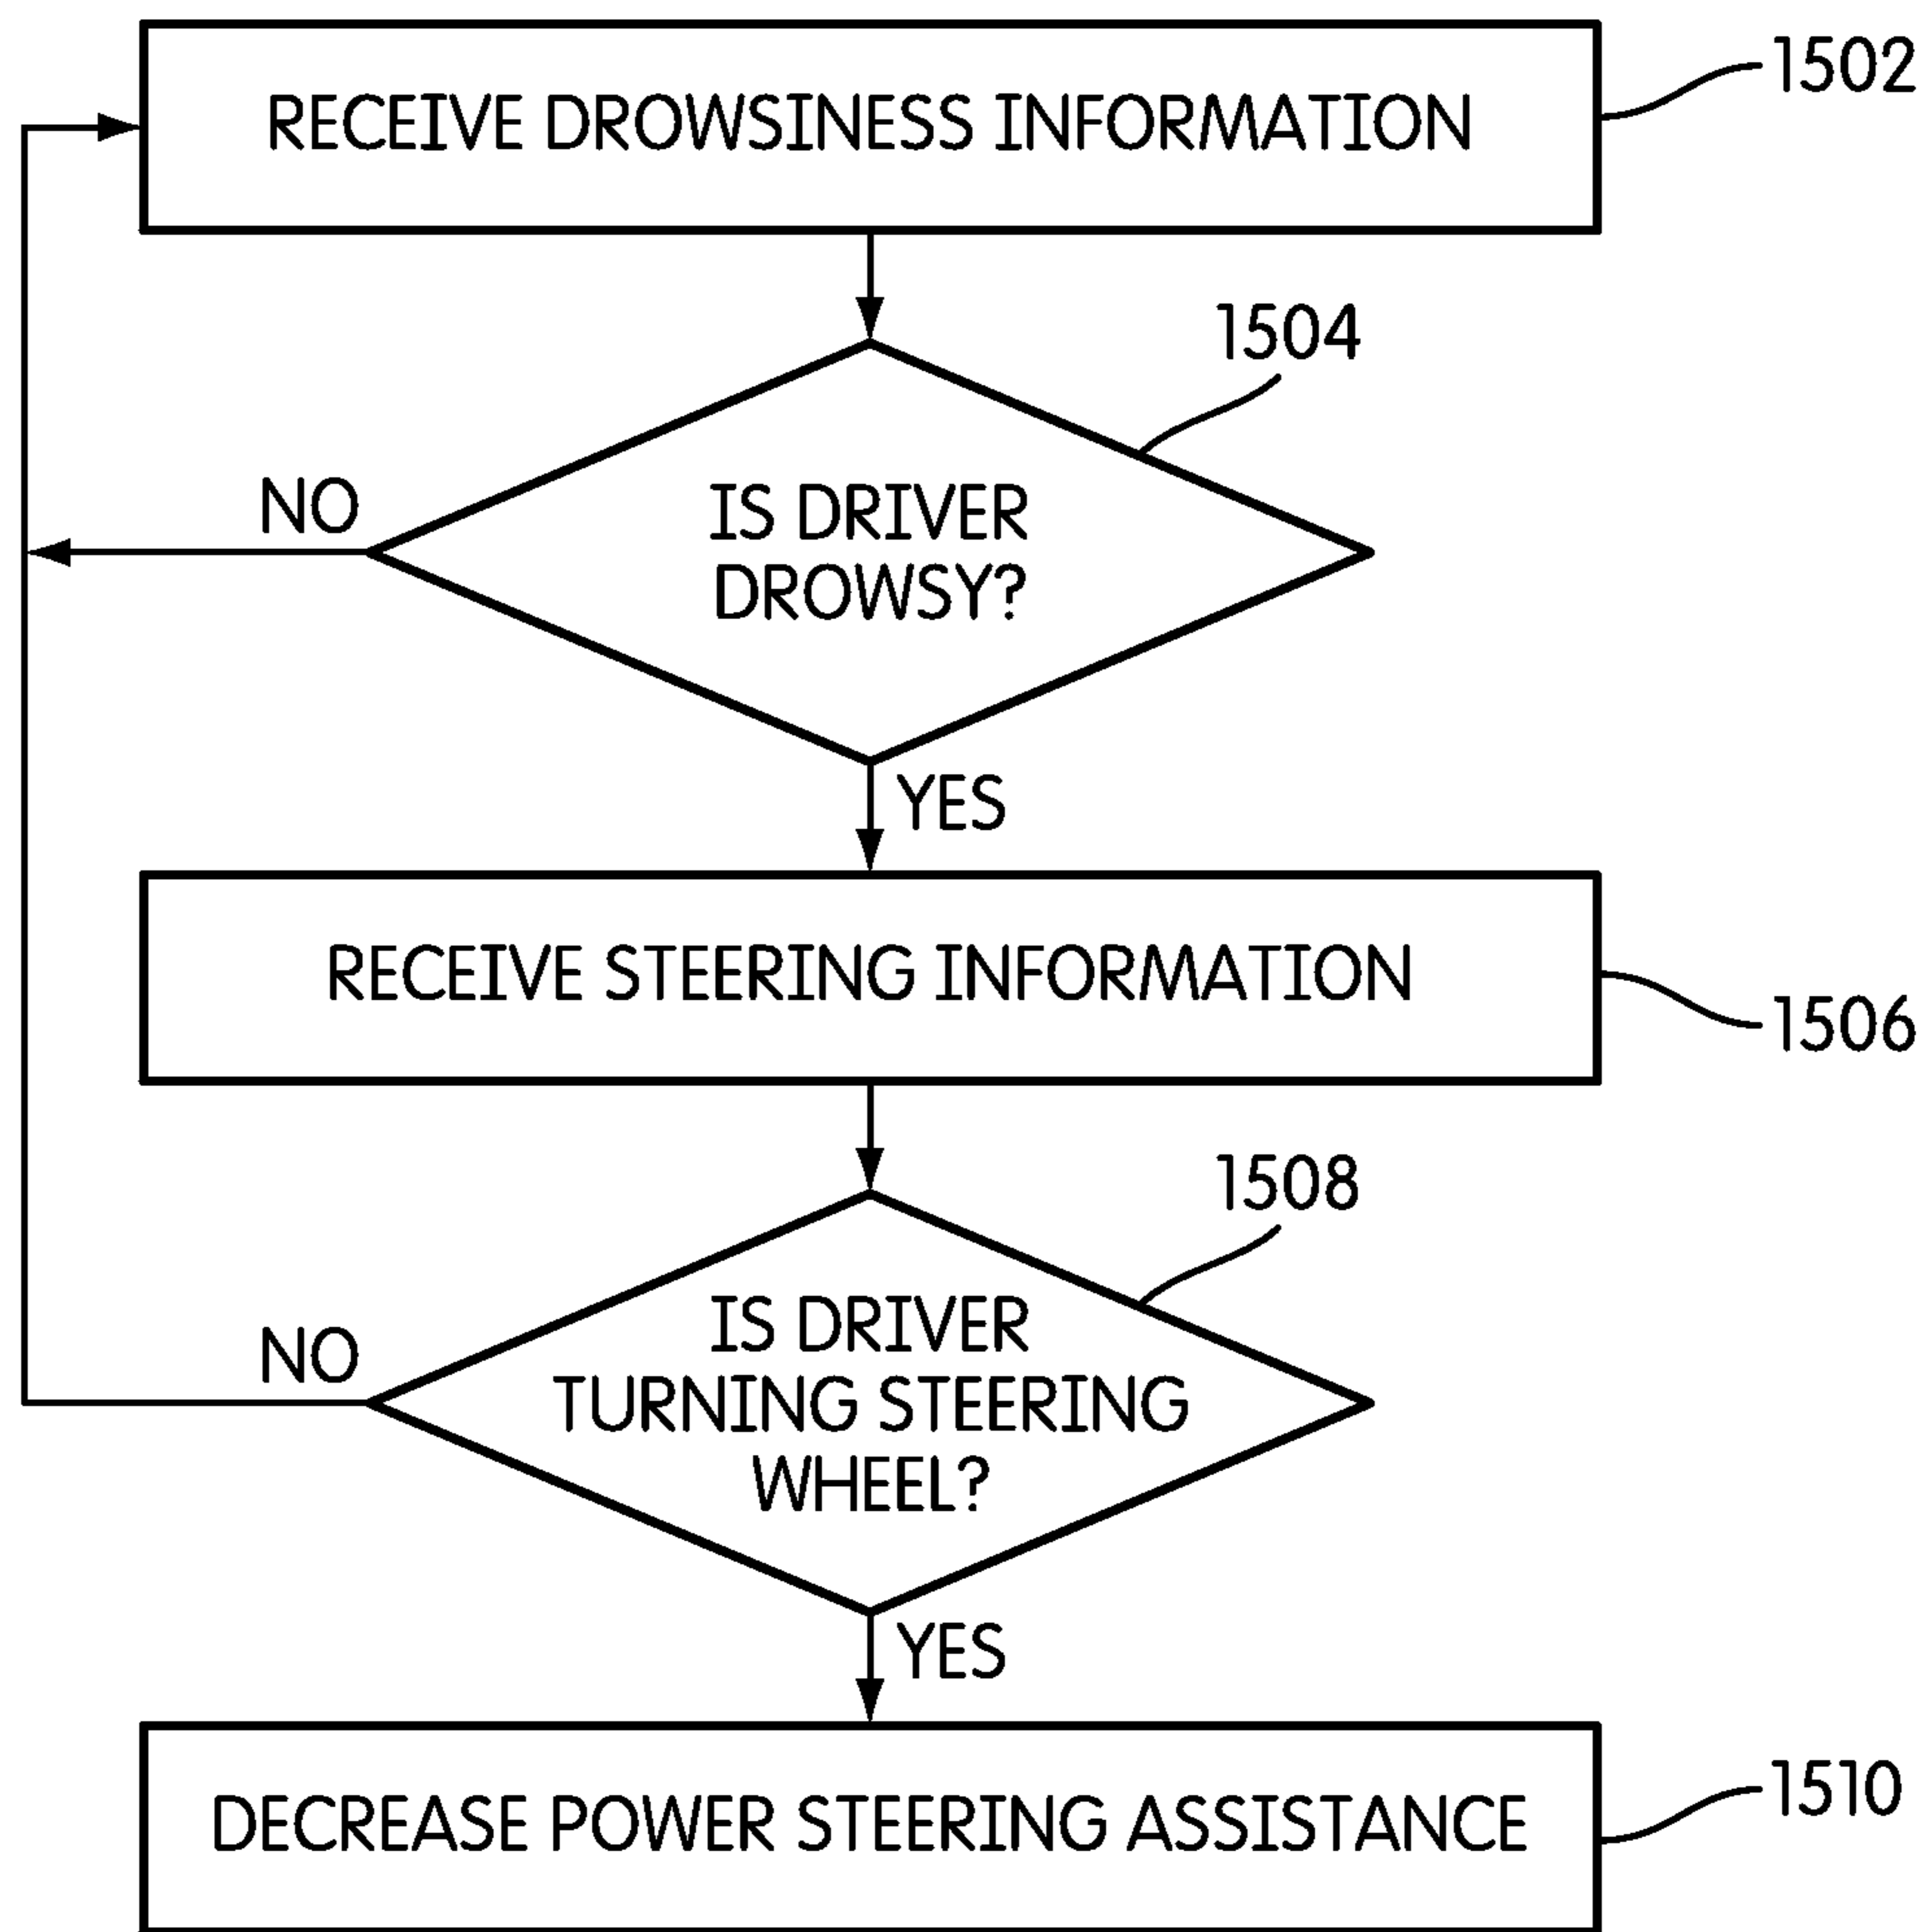 RECEIVE DROWSINESS INFORMATION
1502
1504
NO
IS DRIVER
DROWSY?
YES
RECEIVE STEERING INFORMATION
1506
1508
NO
IS DRIVER
TURNING STEERING
WHEEL?
YES
DECREASE POWER STEERING ASSISTANCE
1510